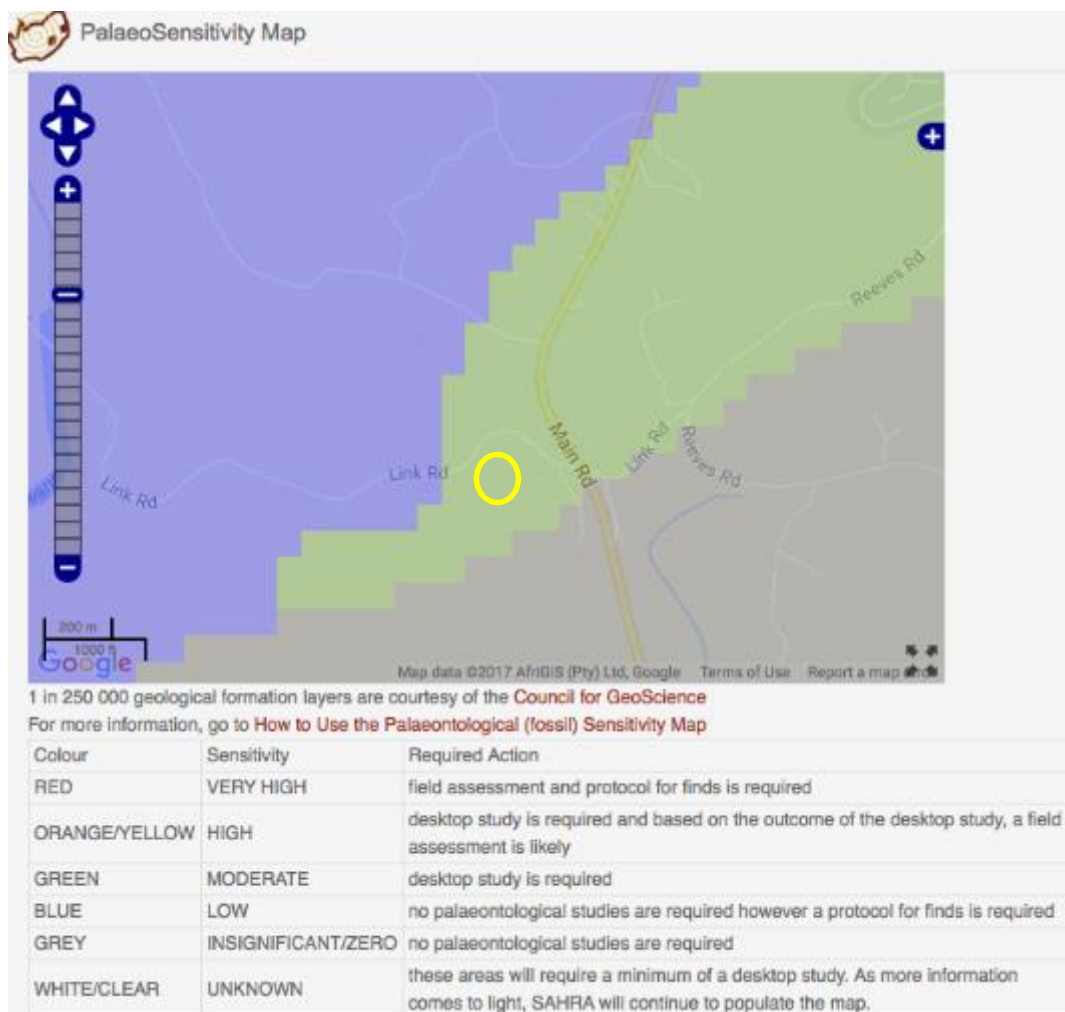 PalaeoSensitivity Map
Reeves Rd
Main Rd
Link Rd
Reeves Rd
Link Rd
Link Rd
200 m
1000 ft
Google
Map data ©2017 AfriGIS (Pty) Ltd, Google Terms of Use Report a map
1 in 250 000 geological formation layers are courtesy of the Council for GeoScience
For more information, go to How to Use the Palaeontological (fossil) Sensitivity Map
Colour Sensitivity Required Action
RED VERY HIGH field assessment and protocol for finds is required
ORANGE/YELLOW HIGH desktop study is required and based on the outcome of the desktop study, a field
assessment is likely
GREEN MODERATE desktop study is required
BLUE LOW no palaeontological studies are required however a protocol for finds is required
GREY INSIGNIFICANT/ZERO no palaeontological studies are required
WHITE/CLEAR UNKNOWN these areas will require a minimum of a desktop study. As more information
comes to light, SAHRA will continue to populate the map.